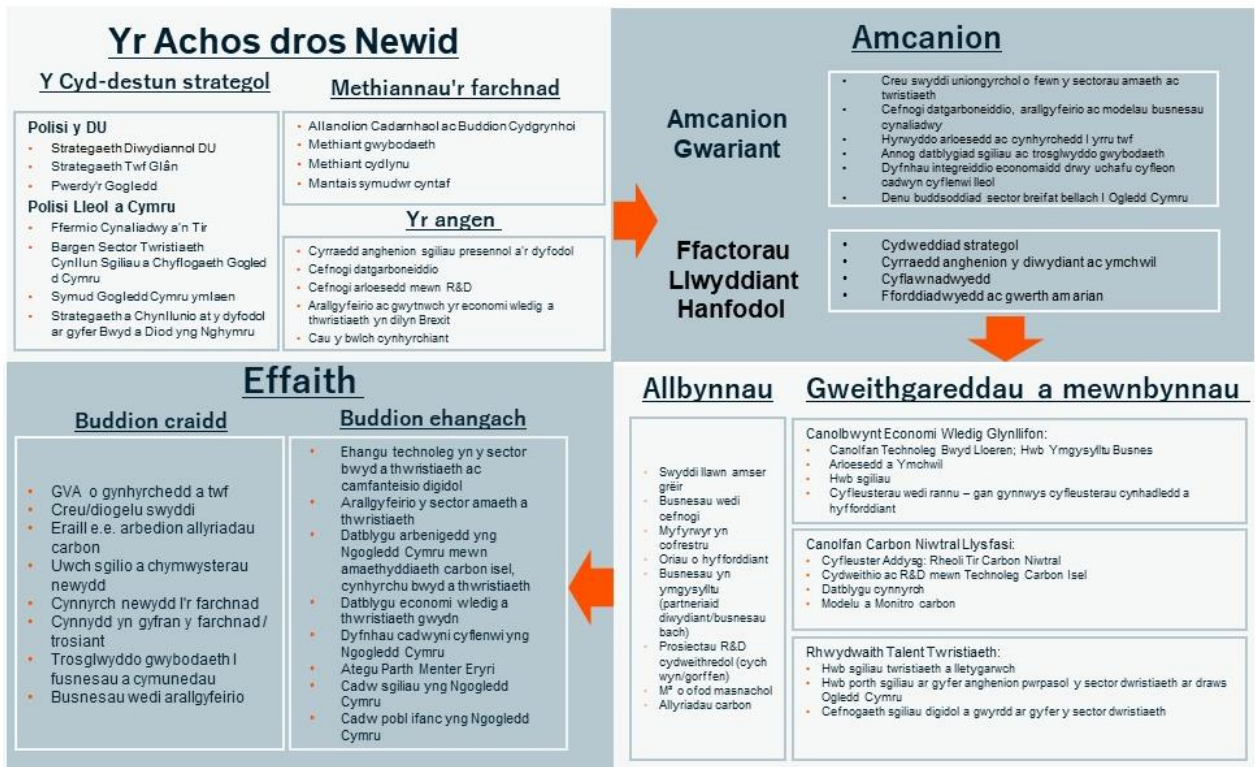 Yr Achos dros Newid
Y Cyd-destun strategol
Polisi y DU
• Strategaeth Diwydiannol DU
• Strategaeth Twf Glân
• Pwerdy'r Gogledd
Polisi Lleol a Cymru
• Ffermio Cynaliadwy a'n Tir
• Bargen Sector Twristiaeth
Cynllun Sgiliau a Chyflogaeth Gogled
d Cymru
• Symud Gogledd Cymru ymlaen
• Strategaeth a Chynllunio at y dyfodol
ar gyfer Bwyd a Diod yng Nghymru
Methiannau'r farchnad
• Allanolion Cadarnhaol ac Buddion Cydgrynhoi
• Methiant gwybodaeth
• Methiant cydlynu
• Mantais symudwr cyntaf
Yr angen
• Cyrraedd anghenion sgiliau presennol a'r dyfodol
• Cefnogi datgarboneiddio
• Cefnogi arloesedd mewn R&D
• Arallgyfeirio ac gwytnwch yr economi wledig a
thwristiaeth yn dilyn Brexit
• Cau y bwlch cynhyrchiant
Amcanion
Amcanion
Gwariant
• Creu swyddi uniongyrchol o fewn y sectorau amaeth ac
twristiaeth
• Cefnogi datgarboneiddio, arallgyfeirio ac modelau busnesau
cynaliadwy
• Hyrwyddo arloesedd ac cynhyrchedd I yrru twf
• Annog datblygiad sgiliau ac trosglwyddo gwybodaeth
• Dyfnhau integreiddio economaidd drwy uchafu cyfleon
cadwyn cyflenwi lleol
• Denu buddsoddiad sector breifat bellach I Ogledd Cymru
Ffactorau
Llwyddiant
Hanfodol
• Cydweddiad strategol
• Cyrraedd anghenion y diwydiant ac ymchwil
• Cyflawnadwyedd
• Fforddiadwyedd ac gwerth am arian
Effaith
Buddion craidd
• GVA o gynhyrchedd a twf
• Creu/diogelu swyddi
• Eraill e.e. arbedion allyriadau
carbon
• Uwch sgilio a chymwysterau
newydd
• Cynnyrch newydd I'r farchnad
• Cynnydd yn gyfran y farchnad /
trosiant
• Trosglwyddo gwybodaeth I
fusnesau a cymunedau
• Busnesau wedi arallgyfeirio
Buddion ehangach
• Ehangu technoleg yn y sector
bwyd a thwristiaeth ac
camfanteisio digidol
• Arallgyfeirio y sector amaeth a
thwristiaeth
• Datblygu arbenigedd yng
Ngogledd Cymru mewn
amaethyddiaeth carbon isel,
cynhyrchu bwyd a thwristiaeth
• Datblygu economi wledig a
thwristiaeth gwydn
• Dyfnhau cadwyni cyflenwi yng
Ngogledd Cymru
• Ategu Parth Menter Eryri
• Cadw sgiliau yng Ngogledd
Cymru
• Cadw pobl ifanc yng Ngogledd
Cymru
Allbynnau
• Swyddi llawn amser
grëir
• Busnesau wedi
cefnogi
• Myfyrwyr yn
cofrestru
• Oriau o hyfforddiant
• Busnesau yn
ymgysylltu
(partneriaid
diwydiant/busnesau
bach)
• Prosiectau R&D
cydweithredol (cych
wyn/gorffen)
• M² o ofod masnachol
• Allyriadau carbon
Gweithgareddau a mewnbynnau
Canolbwynt Economi Wledig Glynllifon:
• Canolfan Technoleg Bwyd Lloeren; Hwb Ymgysylltu Busnes
• Arloesedd a Ymchwil
• Hwb sgiliau
• Cyfleusterau wedi rannu – gan gynnwys cyfleusterau cynhadledd a
hyfforddiant
Canolfan Carbon Niwtral Llysfasi:
• Cyfleuster Addysg: Rheoli Tir Carbon Niwtral
• Cydweithio ac R&D mewn Technoleg Carbon Isel
• Datblygu cynnyrch
• Modelu a Monitro carbon
Rhwydwaith Talent Twristiaeth:
• Hwb sgiliau twristiaeth a lletygarwch
• Hwb porth sgiliau ar gyfer anghenion pwrpasol y sector dwristiaeth ar draws
Ogledd Cymru
• Cefnogaeth sgiliau digidol a gwyrdd ar gyfer y sector dwristiaeth